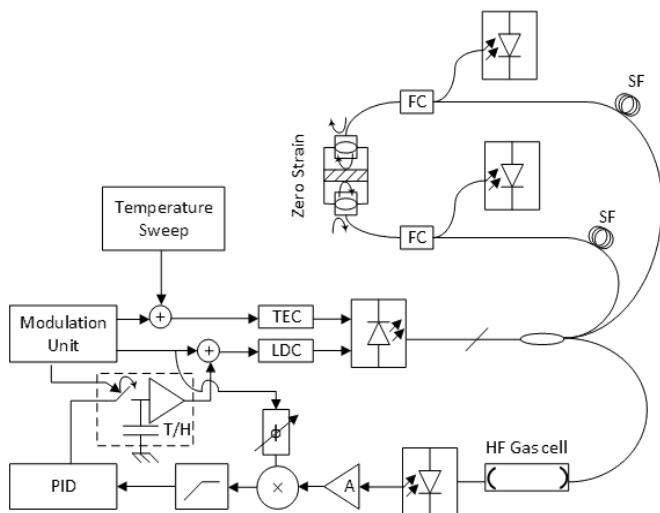 FC
SF
Zero Strain
FC
SF
Temperature
Sweep
Modulation
Unit
TEC
LDC
T/H
ϕ
HF Gas cell
PID
×
A